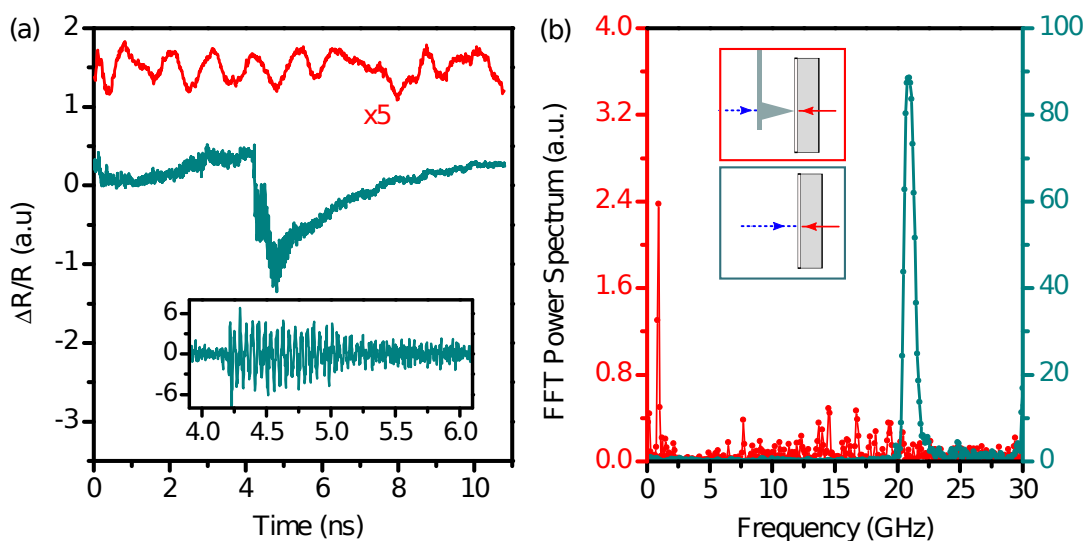 (a)
ΔR/R (a.u)
2
1
0
-1
-2
-3
x5
6
0
-6
4.0 4.5 5.0 5.5 6.0
0 2 4 6 8 10
Time (ns)
(b)
FFT Power Spectrum (a.u.)
4.0
3.2
2.4
1.6
0.8
0.0
100
80
60
40
20
0
0 5 10 15 20 25 30
Frequency (GHz)